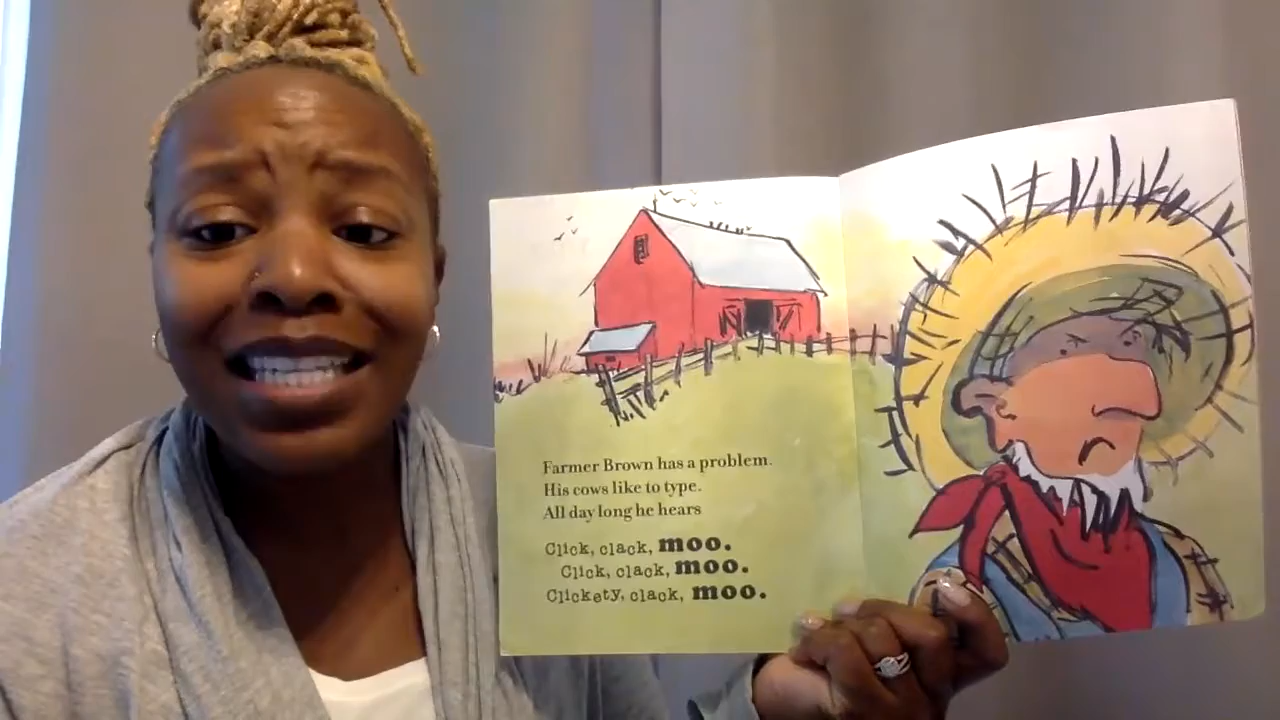 Farmer Brown has a problem.
His cows like to type.
All day long he hears
Click, clack, moo.
Click, clack, moo.
Clickety, clack, moo.